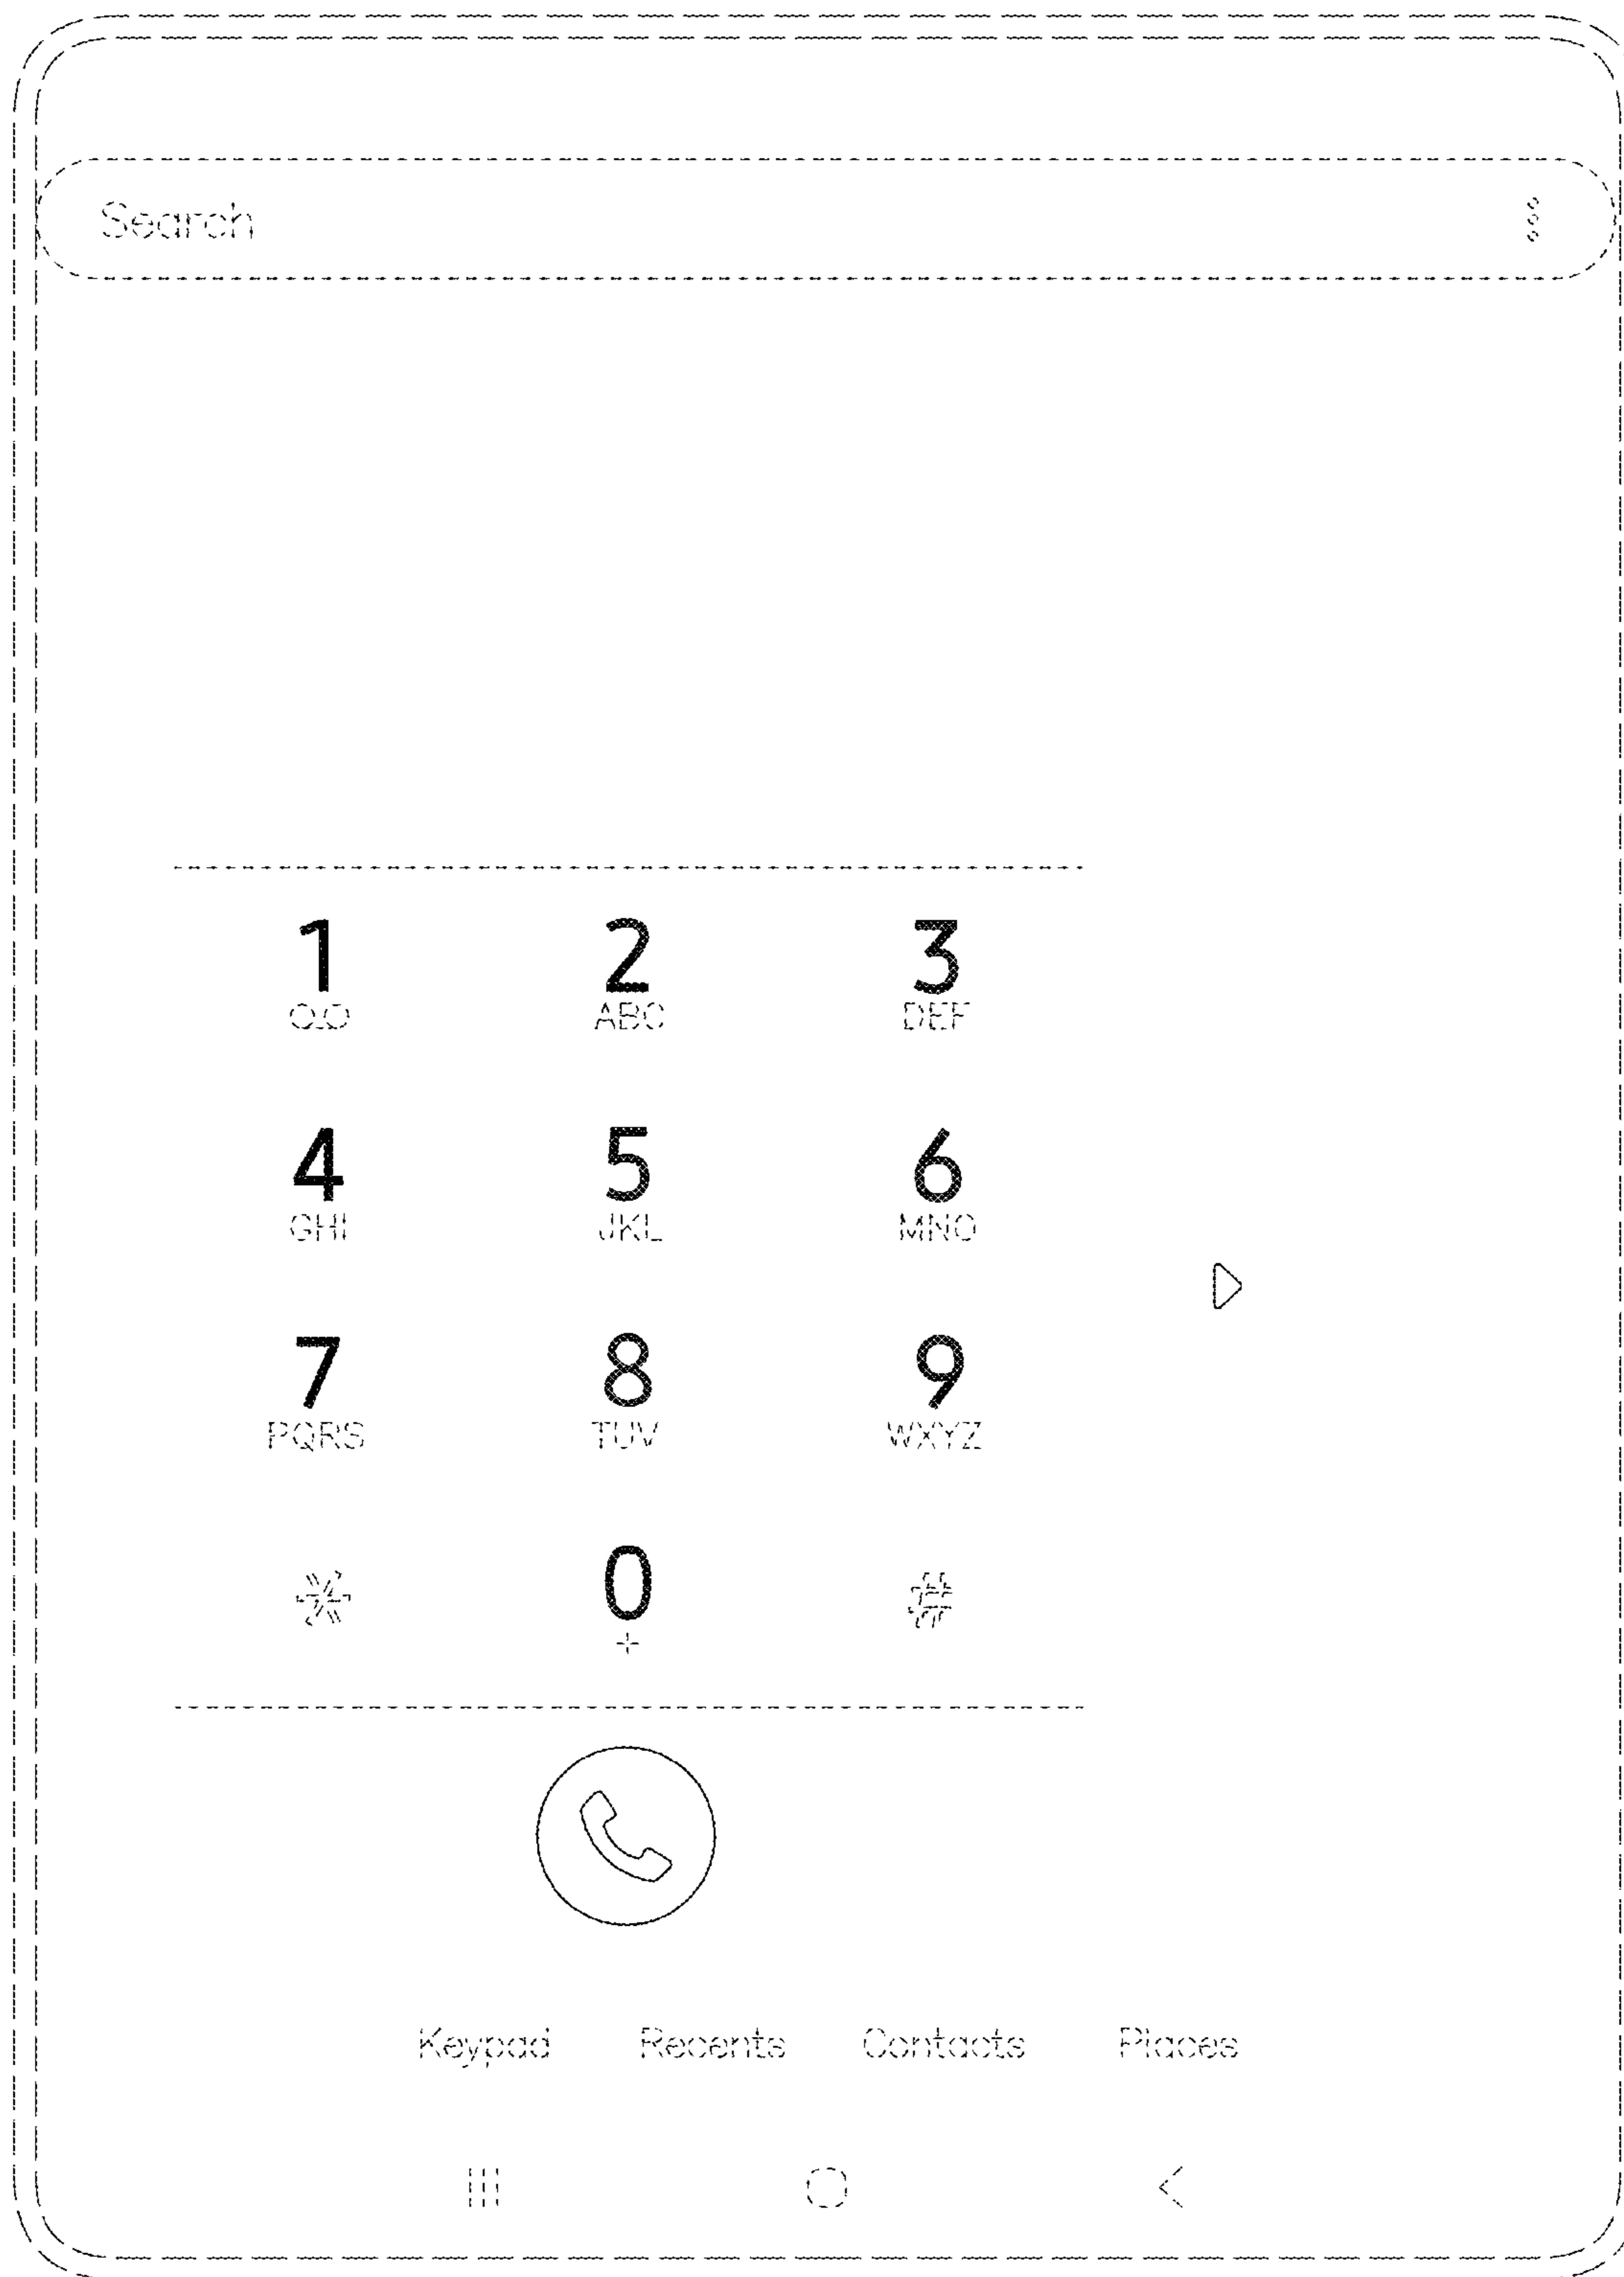 Search
1 2 3
ABC DEF
4 5 6
GHI JKL MNO
7 8 9
PQRS TUV WXYZ
* 0 #
+
Keypad Recents Contacts Places